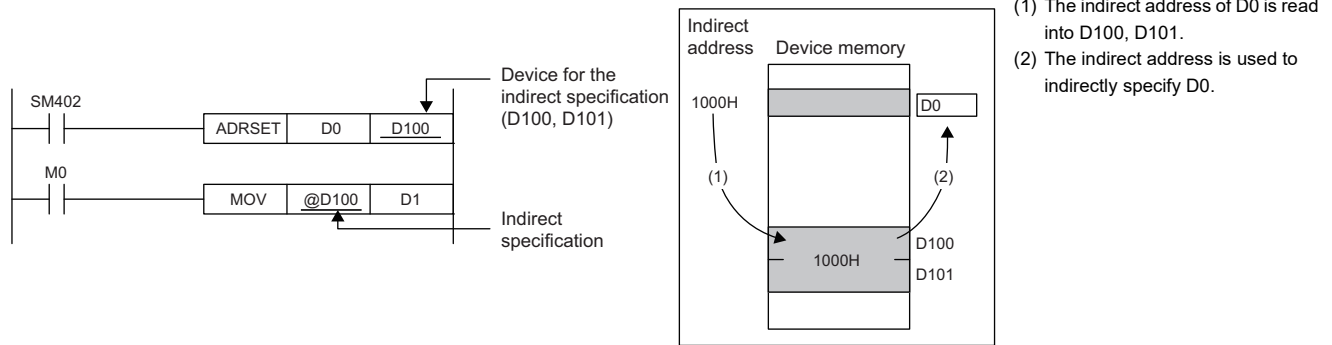 SM402
ADRSET D0 D100
M0
MOV @D100 D1
Device for the
indirect specification
(D100, D101)
Indirect
specification
Indirect
address
Device memory
1000H
D0
(1)
(2)
1000H
D100
D101
(1) The indirect address of D0 is read
into D100, D101.
(2) The indirect address is used to
indirectly specify D0.